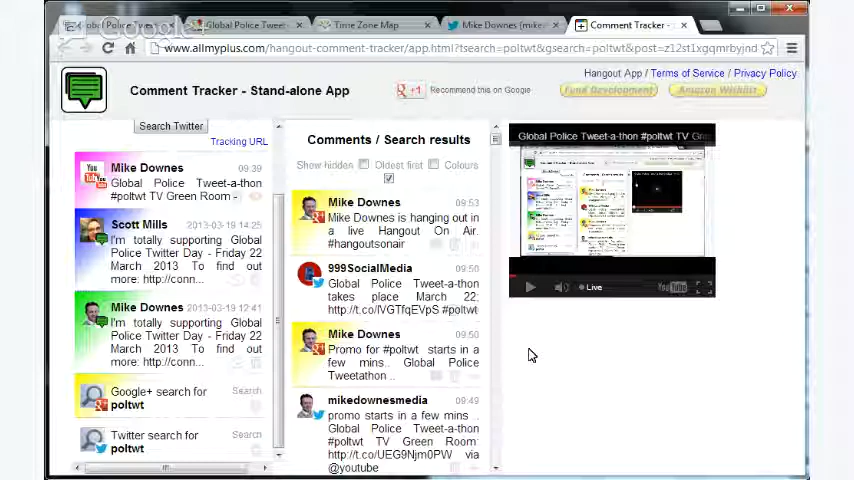 Google+
Global Police Twe
Global Police Tweet-
Time Zone Map
Mike Downes (mike
Comment Tracker - S
www.allmyplus.com/hangout-comment-tracker/app.html?tsearch=poltwt&gsearch=poltwt&post=z12st1xgqmrbyjnd
Hangout App / Terms of Service / Privacy Policy
Comment Tracker - Stand-alone App
g +1
Recommend this on Google
Fund Development
Amazon Wishlist
Search Twitter
Tracking URL
Mike Downes 09:39
Global Police Tweet-a-thon
#poltwt TV Green Room -
Scott Mills 2013-03-19 14:25
I'm totally supporting Global
Police Twitter Day - Friday 22
March 2013 To find out
more: http://conn...
Mike Downes 2013-03-19 12:41
I'm totally supporting Global
Police Twitter Day - Friday 22
March 2013 To find out
more: http://conn...
Google+ search for Search
poltwt
Twitter search for Search
poltwt
Comments / Search results
Show hidden Oldest first Colours
Mike Downes 09:53
Mike Downes is hanging out in
a live Hangout On Air.
#hangoutsonair
999SocialMedia 09:50
Global Police Tweet-a-thon
takes place March 22:
http://t.co/IVGTfqEVpS #poltwt
Mike Downes 09:50
Promo for #poltwt starts in a
few mins.. Global Police
Tweetathon ..
mikedownesmedia 09:49
promo starts in a few mins ..
Global Police Tweet-a-thon
#poltwt TV Green Room:
http://t.co/UEG9Njm0PW via
@youtube
Global Police Tweet-a-thon #poltwt TV Gre
Live
YouTube